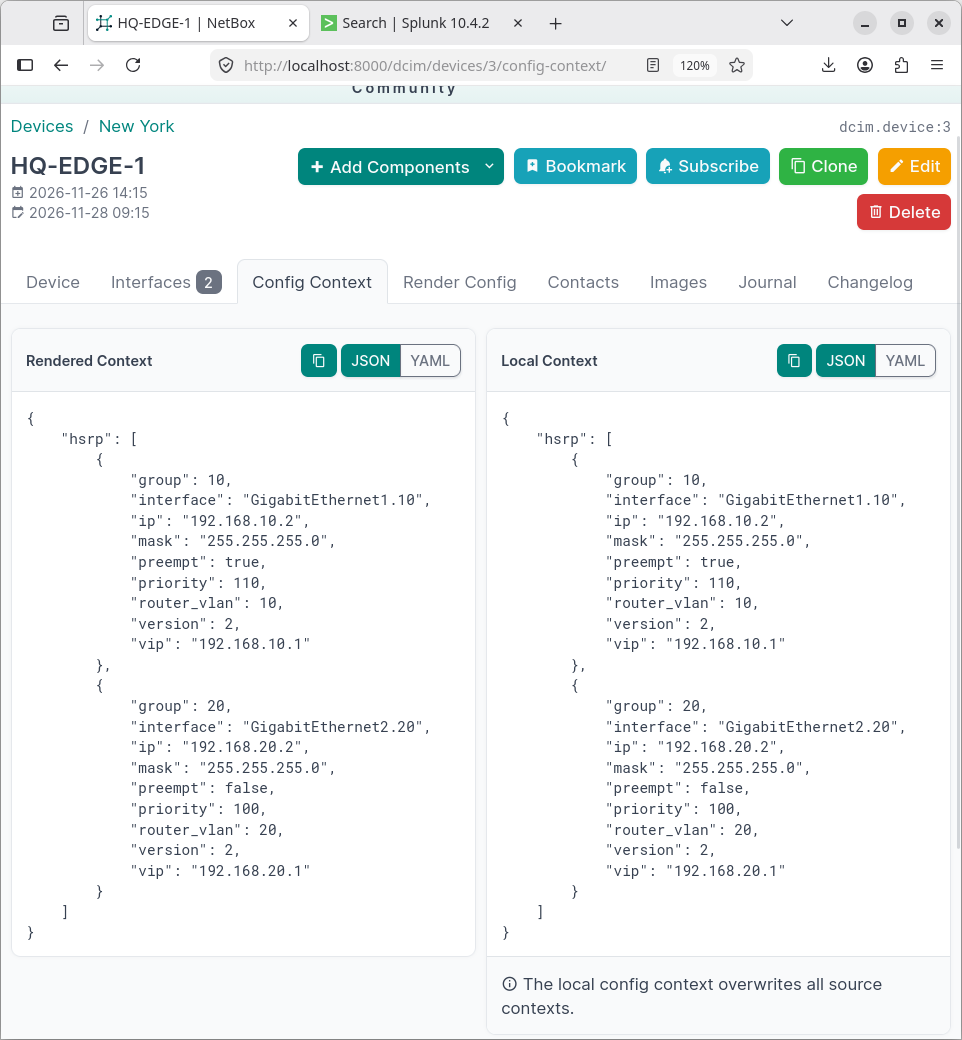 HQ-EDGE-1 | NetBox
Search | Splunk 10.4.2
http://localhost:8000/dcim/devices/3/config-context/
120%
Community
Devices / New York
dcim.device:3
HQ-EDGE-1
Add Components
Bookmark
Subscribe
Clone
Edit
2026-11-26 14:15
2026-11-28 09:15
Delete
Device
Interfaces 2
Config Context
Render Config
Contacts
Images
Journal
Changelog
Rendered Context
JSON
YAML
{
"hsrp": [
{
"group": 10,
"interface": "GigabitEthernet1.10",
"ip": "192.168.10.2",
"mask": "255.255.255.0",
"preempt": true,
"priority": 110,
"router_vlan": 10,
"version": 2,
"vip": "192.168.10.1"
},
{
"group": 20,
"interface": "GigabitEthernet2.20",
"ip": "192.168.20.2",
"mask": "255.255.255.0",
"preempt": false,
"priority": 100,
"router_vlan": 20,
"version": 2,
"vip": "192.168.20.1"
}
]
}
Local Context
JSON
YAML
{
"hsrp": [
{
"group": 10,
"interface": "GigabitEthernet1.10",
"ip": "192.168.10.2",
"mask": "255.255.255.0",
"preempt": true,
"priority": 110,
"router_vlan": 10,
"version": 2,
"vip": "192.168.10.1"
},
{
"group": 20,
"interface": "GigabitEthernet2.20",
"ip": "192.168.20.2",
"mask": "255.255.255.0",
"preempt": false,
"priority": 100,
"router_vlan": 20,
"version": 2,
"vip": "192.168.20.1"
}
]
}
The local config context overwrites all source
contexts.